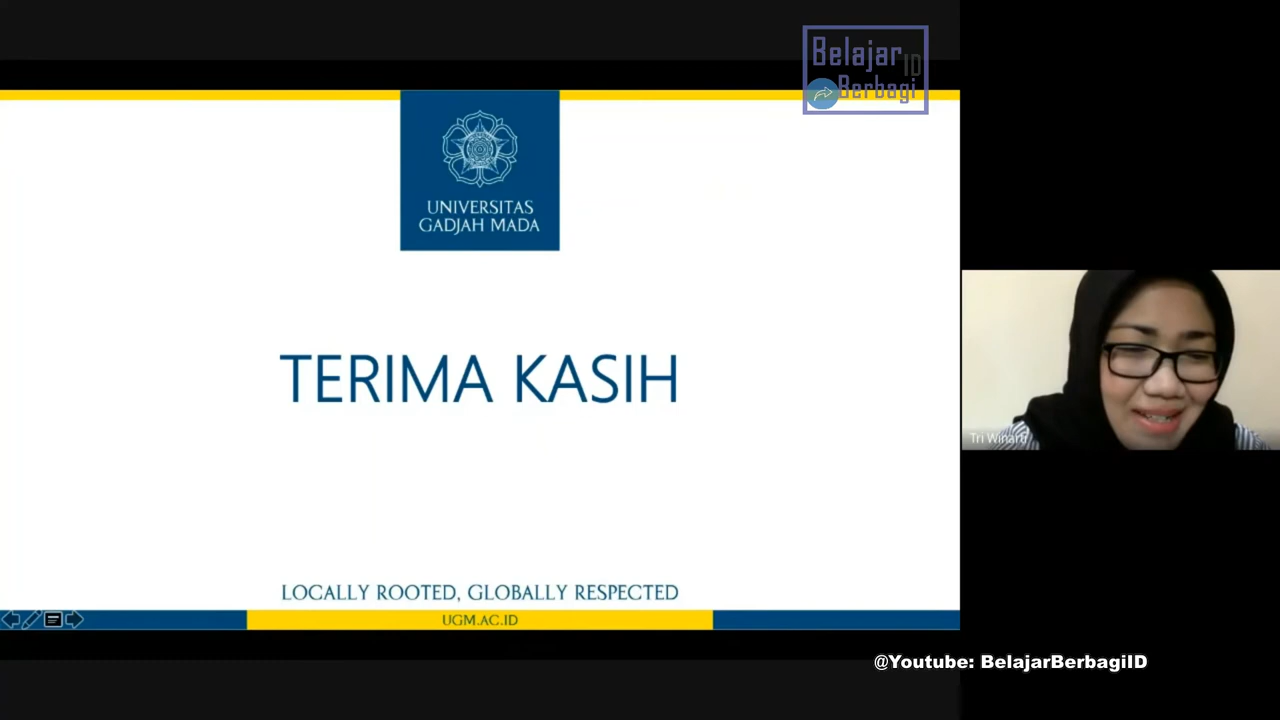 Belajar
ID
Berbagi
UNIVERSITAS
GADJAH MADA
TERIMA KASIH
Tri Winarti
LOCALLY ROOTED, GLOBALLY RESPECTED
UGM.AC.ID
@Youtube: BelajarBerbagiID